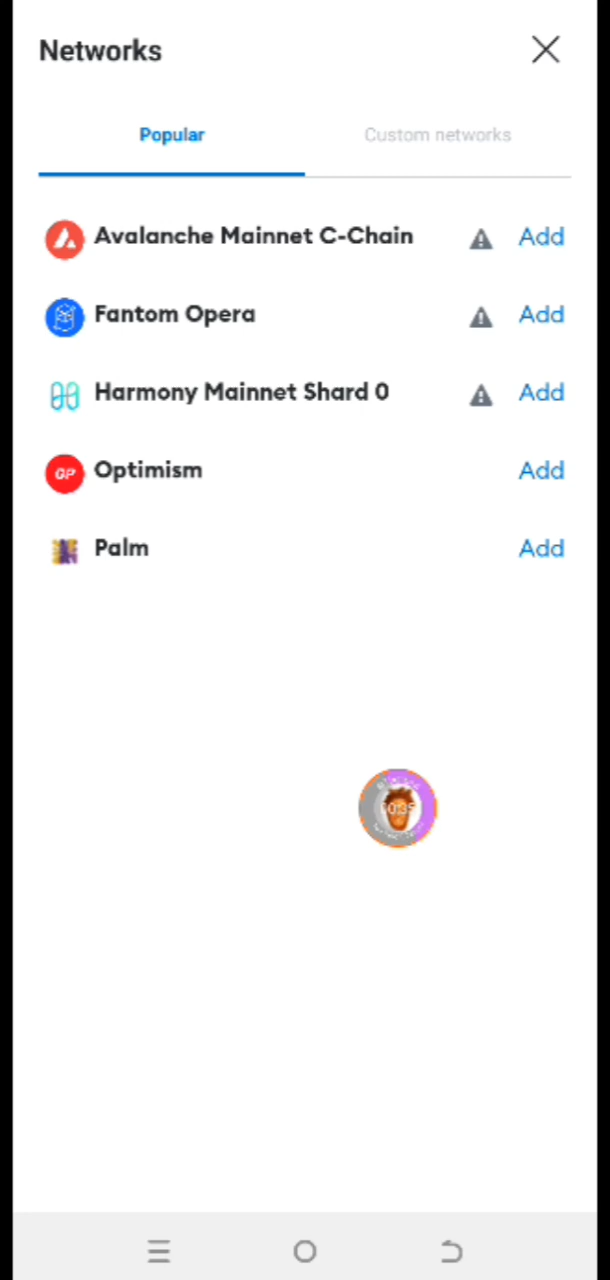 Networks
Popular
Custom networks
Avalanche Mainnet C-Chain
Add
Fantom Opera
Add
Harmony Mainnet Shard 0
Add
OP
Optimism
Add
Palm
Add